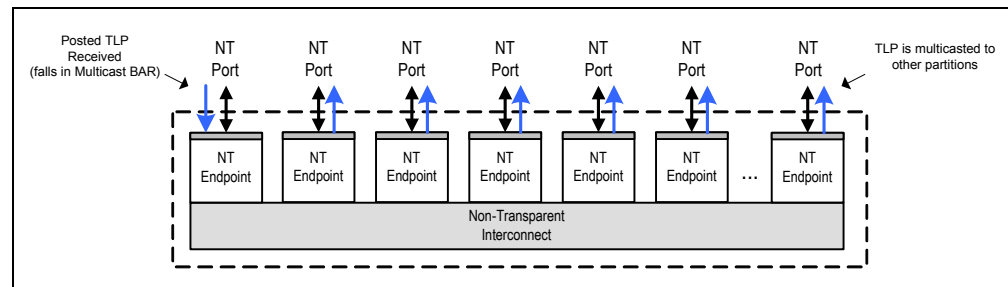 Posted TLP
Received
(falls in Multicast BAR)
NT
Port
NT
Port
NT
Port
NT
Port
NT
Port
NT
Port
NT
Port
TLP is multicasted to
other partitions
NT
Endpoint
NT
Endpoint
NT
Endpoint
NT
Endpoint
NT
Endpoint
NT
Endpoint
...
NT
Endpoint
Non-Transparent
Interconnect